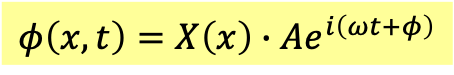 ϕ(x, t) = X(x) · Ae^{i(ωt+ϕ)}